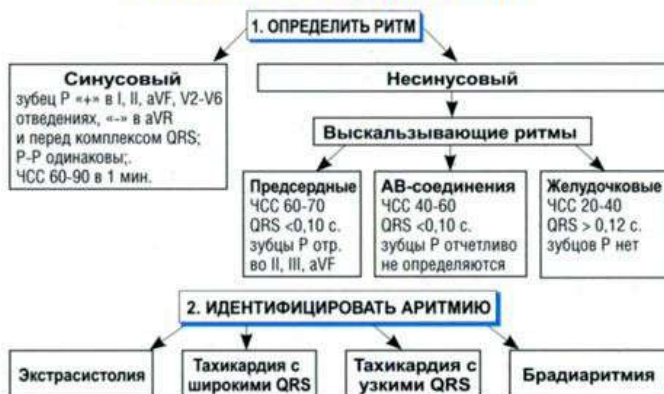 1. ОПРЕДЕЛИТЬ РИТМ
Синусовый
зубец Р «+» в I, II, aVF, V2-V6
отведениях, «-» в aVR
и перед комплексом QRS;
Р-Р одинаковы;.
ЧСС 60-90 в 1 мин.
Несинусовый
Выскальзывающие ритмы
Предсердные
ЧСС 60-70
QRS <0,10 с.
зубцы Р отр.
во II, III, aVF
АВ-соединения
ЧСС 40-60
QRS <0,10 с.
зубцы Р отчетливо
не определяются
Желудочковые
ЧСС 20-40
QRS > 0,12 с.
зубцов Р нет
2. ИДЕНТИФИЦИРОВАТЬ АРИТМИЮ
Экстрасистолия
Тахикардия с
широкими QRS
Тахикардия с
узкими QRS
Брадиаритмия